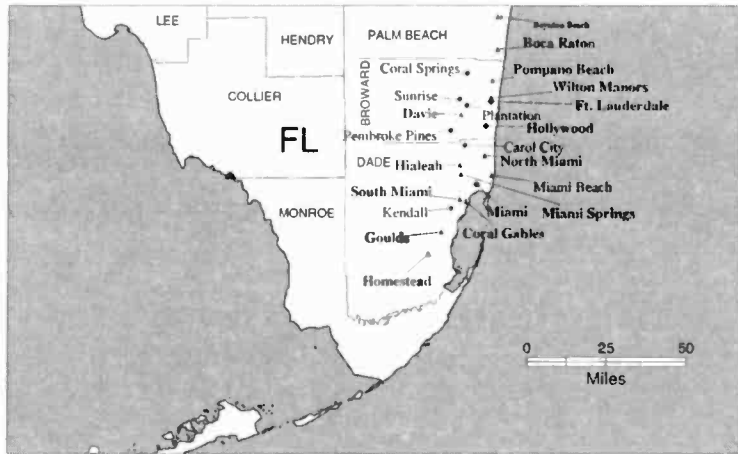 LEE
HENDRY
PALM BEACH
Boynton Beach
Boca Raton
Coral Springs
Pompano Beach
Wilton Manors
COLLIER
BROWARD
Sunrise
Ft. Lauderdale
Davie
Plantation
FL
Hollywood
Pembroke Pines
Carol City
DADE
Hialeah
North Miami
Miami Beach
South Miami
MONROE
Kendall
Miami
Miami Springs
Goulds
Coral Gables
Homestead
0 25 50
Miles